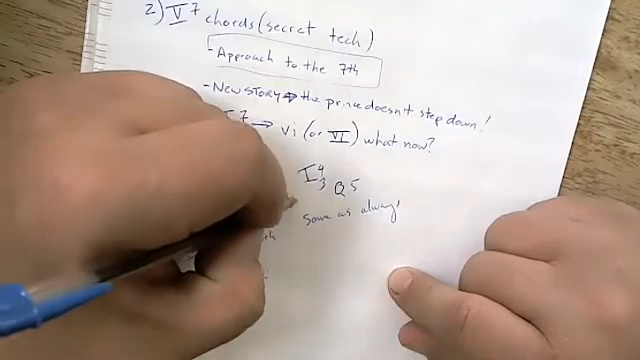 2) V7 chords (secret tech)
- Approach to the 7th
- New story → the prince doesn't step down!
7 → vi (or VI) what now?
I 4 3
5
same as always